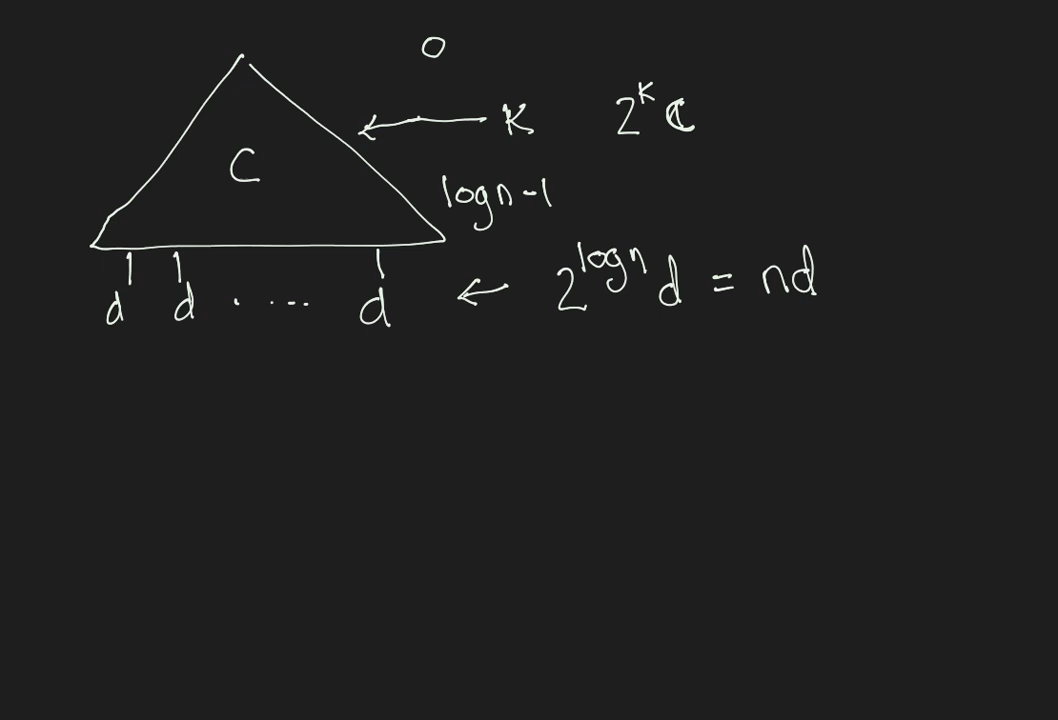 0
C ← K 2^K C
log n - 1
d d . .... d ← 2^{log n} d = nd